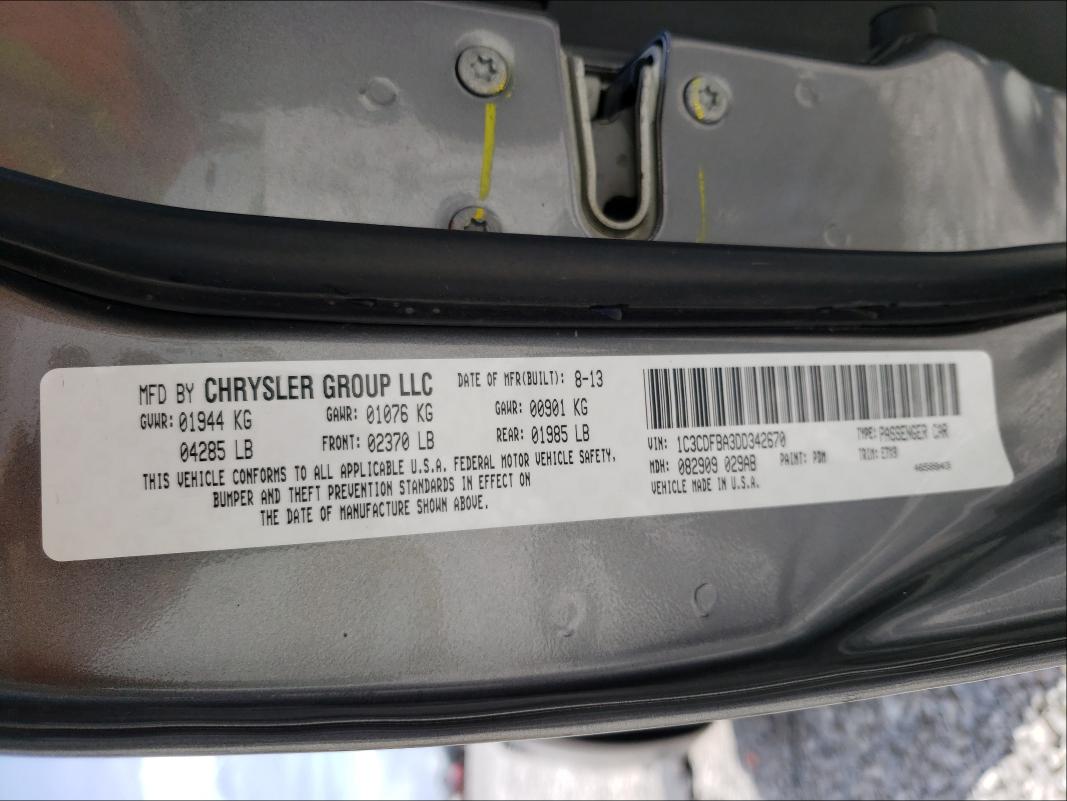 MFD BY CHRYSLER GROUP LLC DATE OF MFR(BUILT): 8-13
GVWR: 01944 KG GAWR: 01076 KG GAWR: 00901 KG
04285 LB FRONT: 02370 LB REAR: 01985 LB
THIS VEHICLE CONFORMS TO ALL APPLICABLE U.S.A. FEDERAL MOTOR VEHICLE SAFETY,
BUMPER AND THEFT PREVENTION STANDARDS IN EFFECT ON
THE DATE OF MANUFACTURE SHOWN ABOVE.
VIN: 1C3CDFBA3DD342670 TYPE: PASSENGER CAR
MDH: 082909 029AB PAINT: PDM TRIM: E7X9
VEHICLE MADE IN U.S.A.